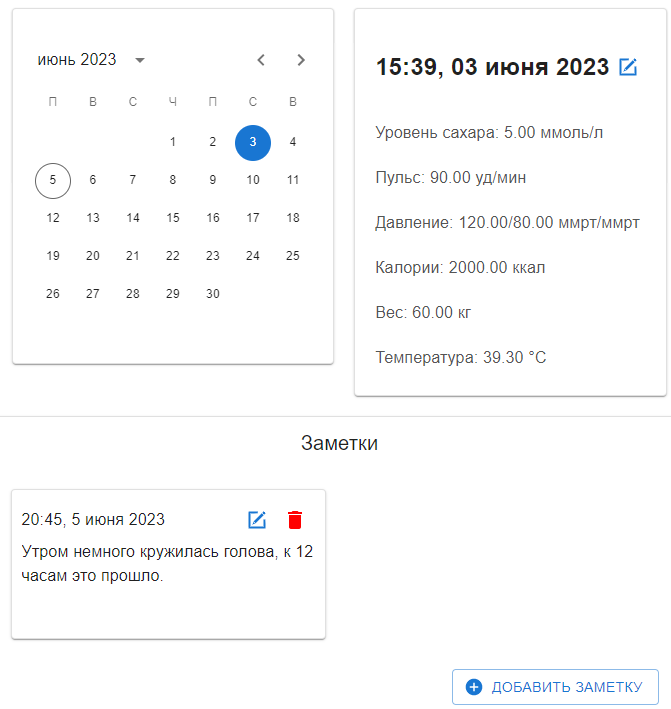 июнь 2023
П В С Ч П С В
1 2 3 4
5 6 7 8 9 10 11
12 13 14 15 16 17 18
19 20 21 22 23 24 25
26 27 28 29 30
15:39, 03 июня 2023
Уровень сахара: 5.00 ммоль/л
Пульс: 90.00 уд/мин
Давление: 120.00/80.00 ммрт/ммрт
Калории: 2000.00 ккал
Вес: 60.00 кг
Температура: 39.30 °C
Заметки
20:45, 5 июня 2023
Утром немного кружилась голова, к 12
часам это прошло.
ДОБАВИТЬ ЗАМЕТКУ